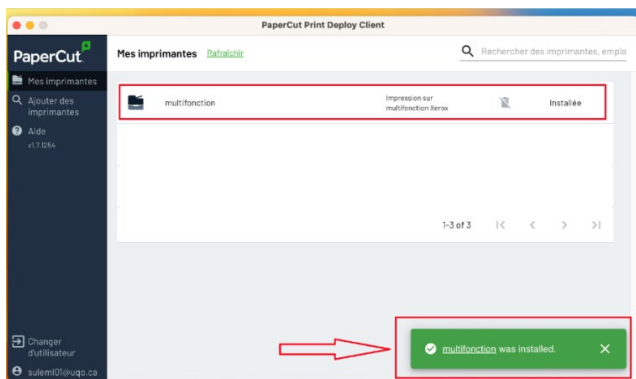 PaperCut Print Deploy Client
PaperCut
Mes imprimantes
Ajouter des
imprimantes
Aide
v1.7.1254
Mes imprimantes Rafraîchir
Rechercher des imprimantes, empla
multifonction
Impression sur
multifonction Xerox
Installée
1-3 of 3
multifonction was installed.
Changer
d'utilisateur
suleml01@uqo.ca